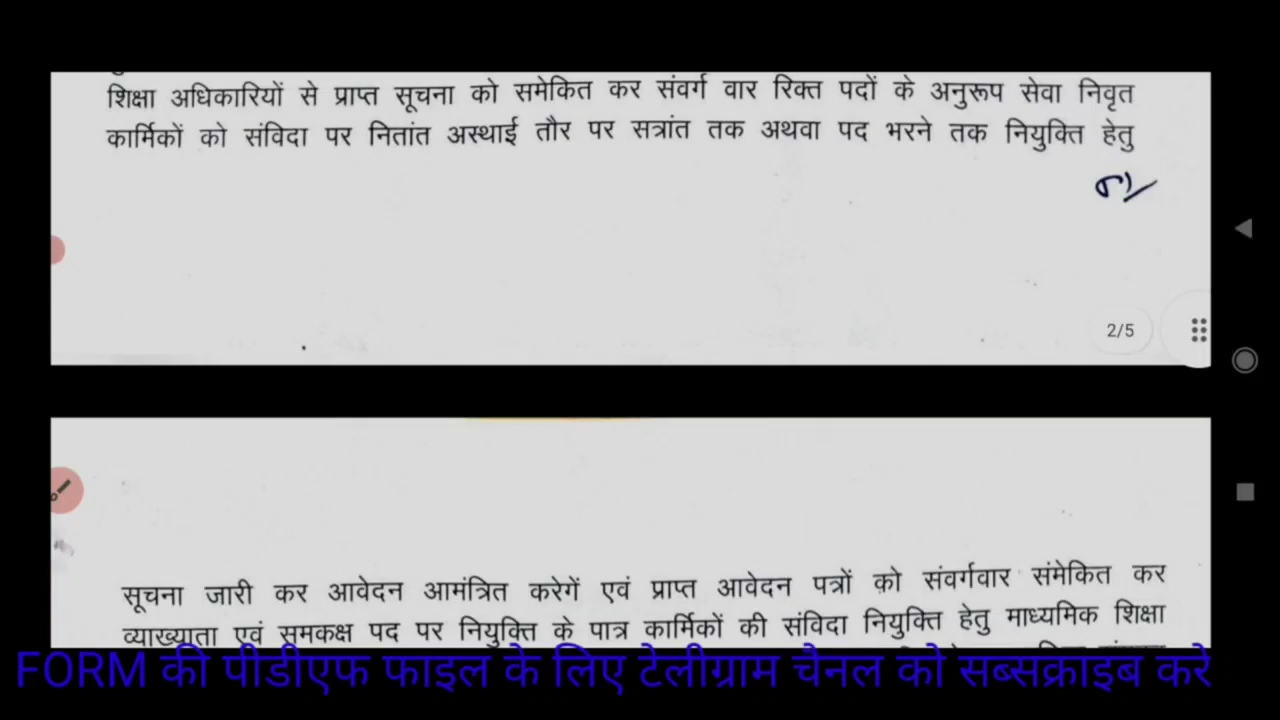 शिक्षा अधिकारियों से प्राप्त सूचना को समेकित कर संवर्ग वार रिक्त पदों के अनुरूप सेवा निवृत
कार्मिकों को संविदा पर नितांत अस्थाई तौर पर सत्रांत तक अथवा पद भरने तक नियुक्ति हेतु
2/5
सूचना जारी कर आवेदन आमंत्रित करेगें एवं प्राप्त आवेदन पत्रों को संवर्गवार संमेकित कर
व्याख्याता एवं समकक्ष पद पर नियुक्ति के पात्र कार्मिकों की संविदा नियुक्ति हेतु माध्यमिक शिक्षा
FORM की पीडीएफ फाइल के लिए टेलीग्राम चैनल को सब्सक्राइब करे